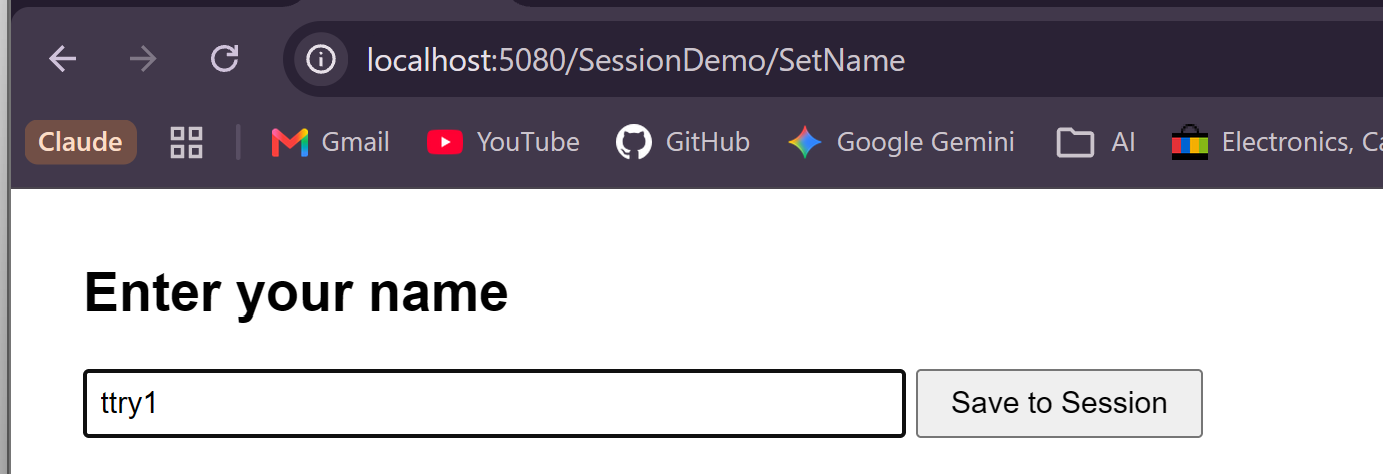 localhost:5080/SessionDemo/SetName
Claude Gmail YouTube GitHub Google Gemini AI Electronics,
Enter your name
ttry1 Save to Session